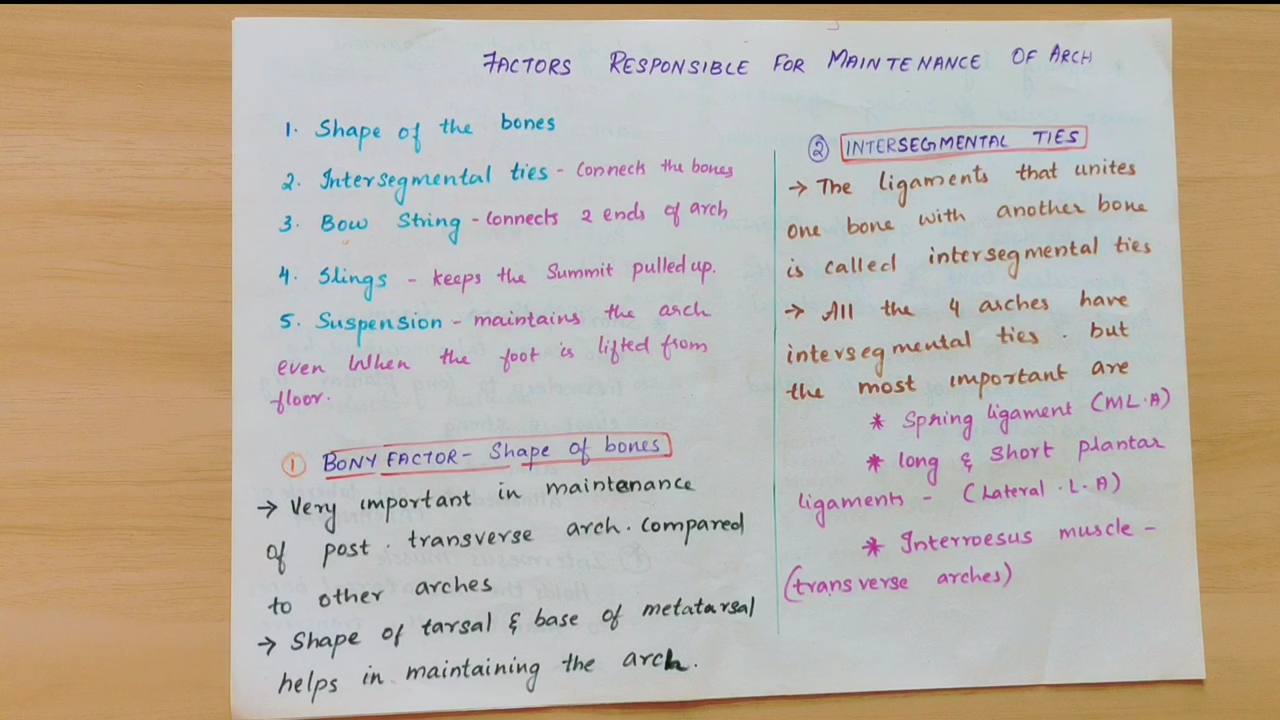 FACTORS RESPONSIBLE FOR MAINTENANCE OF ARCH
1. Shape of the bones
2. Intersegmental ties - Connects the bones
3. Bow String - Connects 2 ends of arch
4. Slings - keeps the Summit pulled up.
5. Suspension - maintains the arch
even When the foot is lifted from
floor.
① BONY FACTOR - Shape of bones
→ Very important in maintenance
of post. transverse arch. Compared
to other arches
→ Shape of tarsal & base of metatarsal
helps in maintaining the arch.
② INTERSEGMENTAL TIES
→ The ligaments that unites
one bone with another bone
is called intersegmental ties
→ All the 4 arches have
intersegmental ties. but
the most important are
* Spring ligament (ML.A)
* long & Short plantar
ligaments - (Lateral.L.A)
* Interroesus muscle -
(transverse arches)